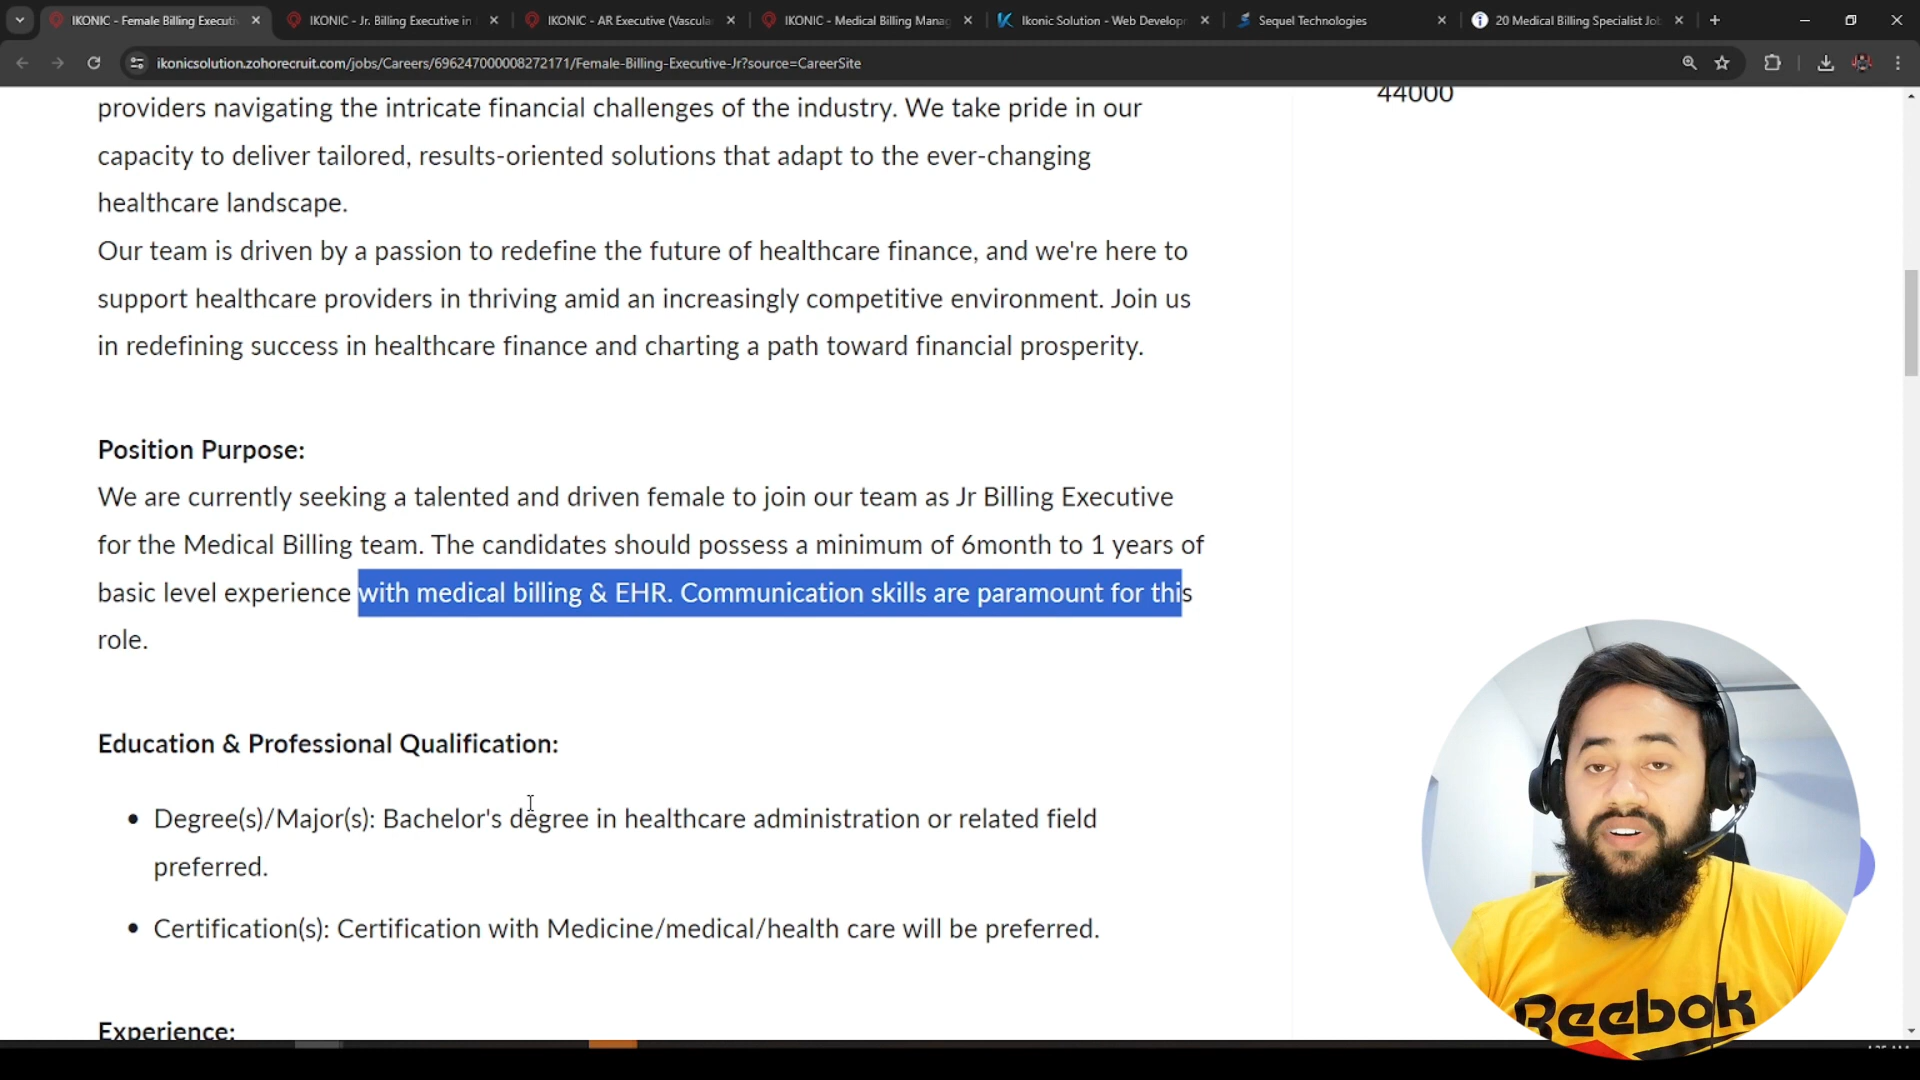 IKONIC - Female Billing Executi
IKONIC - Jr. Billing Executive in
IKONIC - AR Executive (Vascula
IKONIC - Medical Billing Manag
Ikonic Solution - Web Develop
Sequel Technologies
20 Medical Billing Specialist Jo
ikonicsolution.zohorecruit.com/jobs/Careers/696247000008272171/Female-Billing-Executive-Jr?source=CareerSite
44000
providers navigating the intricate financial challenges of the industry. We take pride in our
capacity to deliver tailored, results-oriented solutions that adapt to the ever-changing
healthcare landscape.
Our team is driven by a passion to redefine the future of healthcare finance, and we're here to
support healthcare providers in thriving amid an increasingly competitive environment. Join us
in redefining success in healthcare finance and charting a path toward financial prosperity.
Position Purpose:
We are currently seeking a talented and driven female to join our team as Jr Billing Executive
for the Medical Billing team. The candidates should possess a minimum of 6month to 1 years of
basic level experience with medical billing & EHR. Communication skills are paramount for this
role.
Education & Professional Qualification:
• Degree(s)/Major(s): Bachelor's degree in healthcare administration or related field
preferred.
• Certification(s): Certification with Medicine/medical/health care will be preferred.
Experience:
Reebok